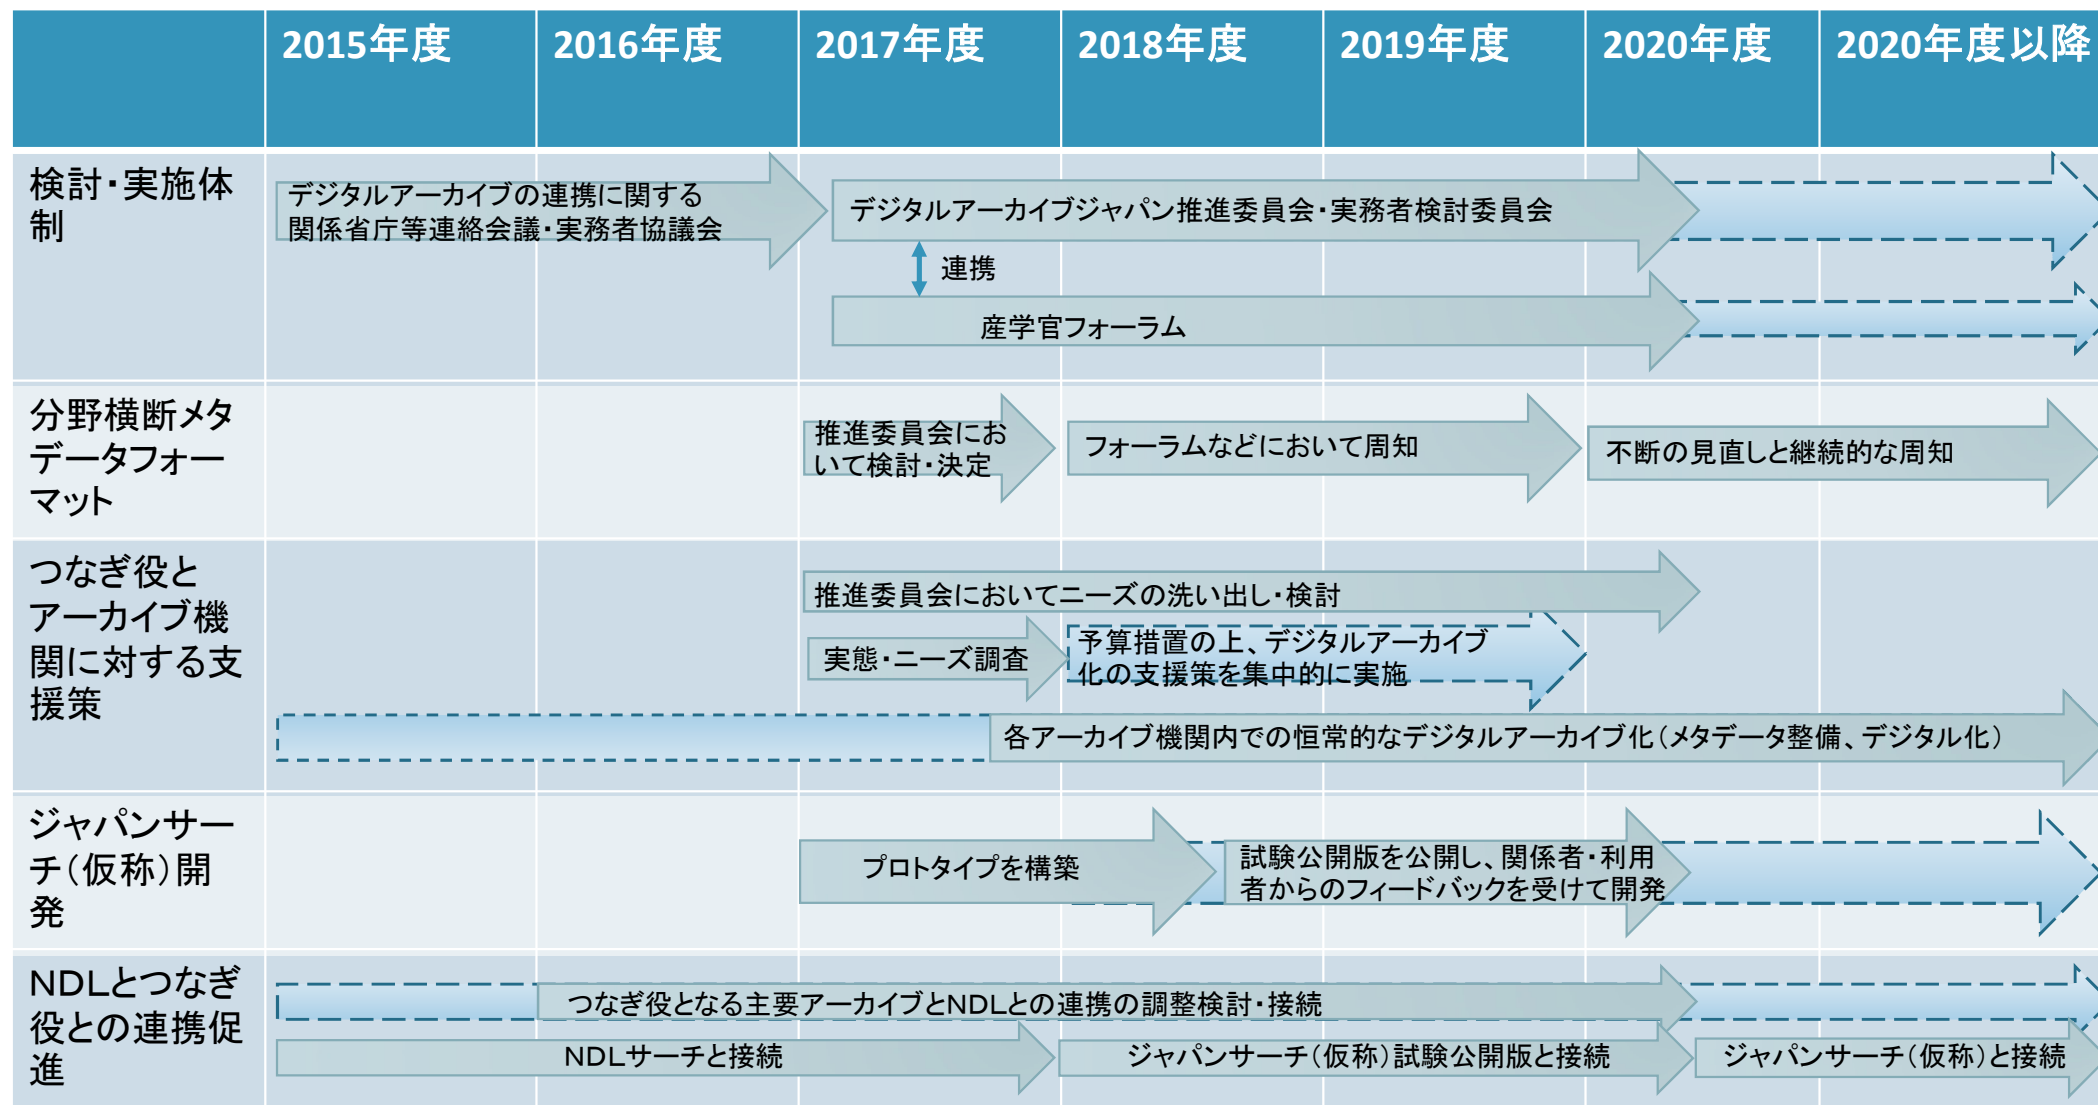 2015年度
2016年度
2017年度
2018年度
2019年度
2020年度
2020年度以降
検討・実施体
制
デジタルアーカイブの連携に関する
関係省庁等連絡会議・実務者協議会
デジタルアーカイブジャパン推進委員会・実務者検討委員会
連携
産学官フォーラム
分野横断メタ
データフォー
マット
推進委員会にお
いて検討・決定
フォーラムなどにおいて周知
不断の見直しと継続的な周知
つなぎ役と
アーカイブ機
関に対する支
援策
推進委員会においてニーズの洗い出し・検討
実態・ニーズ調査
予算措置の上、デジタルアーカイブ
化の支援策を集中的に実施
各アーカイブ機関内での恒常的なデジタルアーカイブ化（メタデータ整備、デジタル化）
ジャパンサー
チ（仮称）開
発
プロトタイプを構築
試験公開版を公開し、関係者・利用
者からのフィードバックを受けて開発
ＮＤＬとつなぎ
役との連携促
進
つなぎ役となる主要アーカイブとＮＤＬとの連携の調整検討・接続
ＮＤＬサーチと接続
ジャパンサーチ（仮称）試験公開版と接続
ジャパンサーチ（仮称）と接続